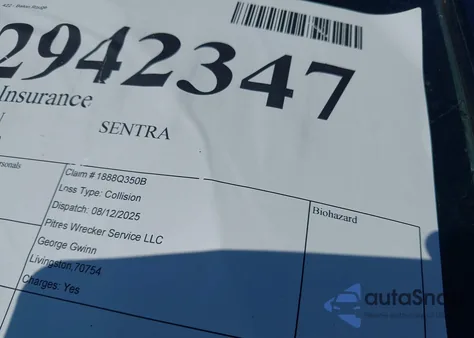 2942347
Insurance
SENTRA
Claim # 1888Q350B
Loss Type: Collision
Dispatch: 08/12/2025
Pitres Wrecker Service LLC
George Gwinn
Livingston,70754
Charges: Yes
Biohazard